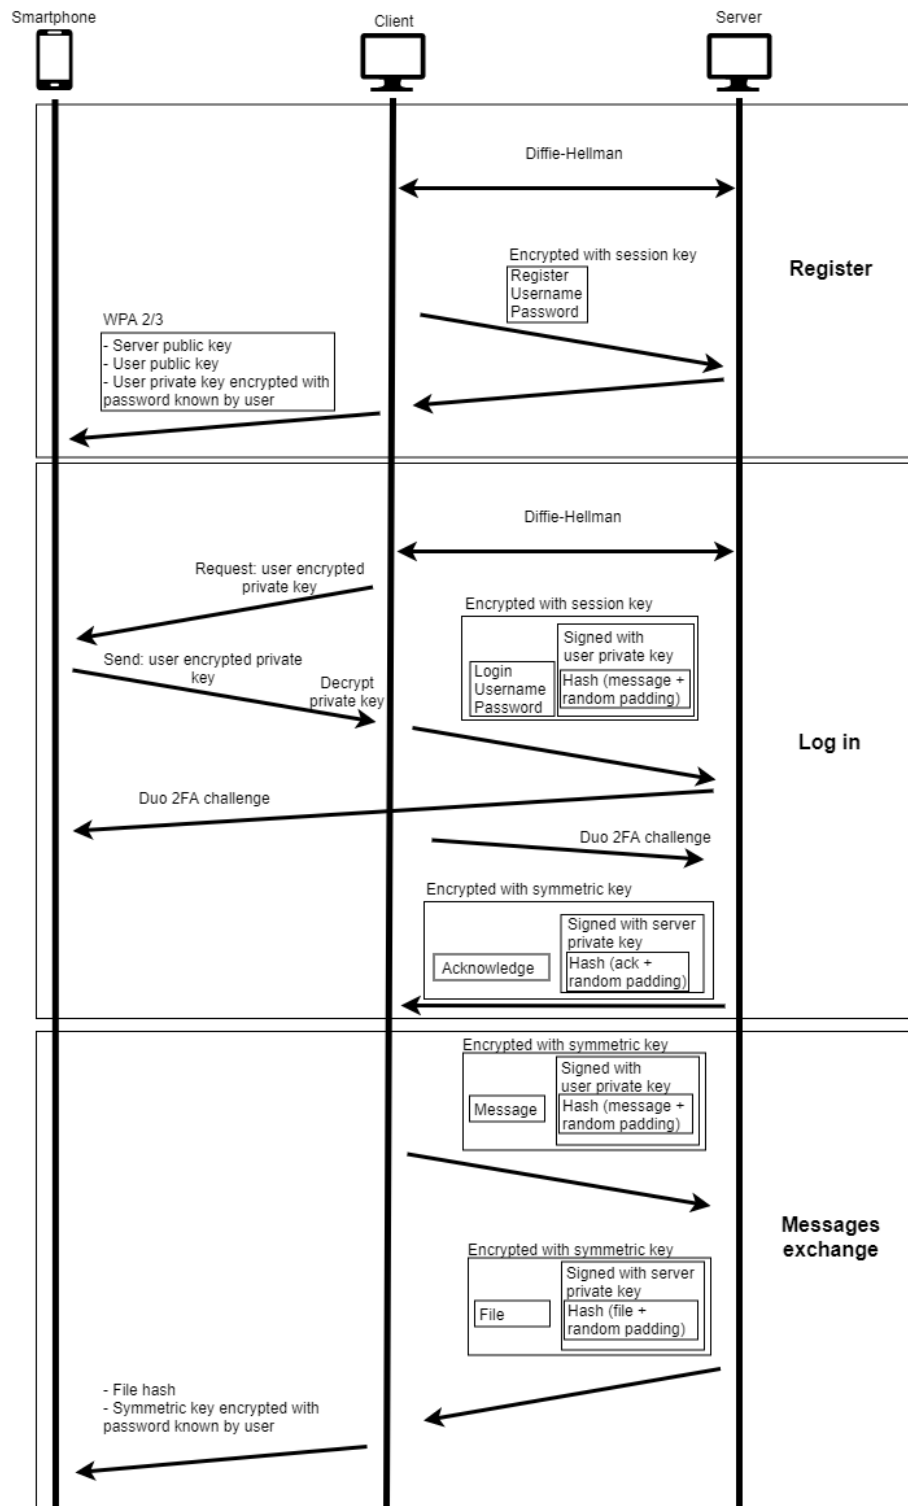 Smartphone
Client
Server
Diffie-Hellman
Encrypted with session key
Register
Username
Password
Register
WPA 2/3
- Server public key
- User public key
- User private key encrypted with
password known by user
Diffie-Hellman
Request: user encrypted
private key
Encrypted with session key
Signed with
user private key
Login
Username
Password
Hash (message +
random padding)
Send: user encrypted private
key
Decrypt
private key
Log in
Duo 2FA challenge
Duo 2FA challenge
Encrypted with symmetric key
Signed with server
private key
Acknowledge
Hash (ack +
random padding)
Encrypted with symmetric key
Signed with
user private key
Message
Hash (message +
random padding)
Messages
exchange
Encrypted with symmetric key
Signed with server
private key
File
Hash (file +
random padding)
- File hash
- Symmetric key encrypted with
password known by user